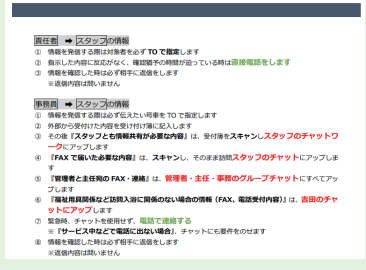 責任者 ➡ スタッフの情報
① 情報を発信する際は対象者を必ず TO で指定します
② 指示した内容に反応がなく、確認猶予の時間が迫っている時は直接電話をします
③ 情報を確認した時は必ず相手に返信をします
※返信内容は問いません
事務員 ➡ スタッフの情報
① 情報を発信する際は必ず伝えたい号車を TO で指定します
② 外部から受付けた内容を受け付け簿に記入します
③ その後『スタッフとも情報共有が必要な内容』は、受付簿をスキャンしスタッフのチャットワ
ークにアップします
④ 『FAX で届いた必要な内容』は、スキャンし、そのまま訪問スタッフのチャットにアップしま
す
⑤ 『管理者と主任宛の FAX・連絡』は、管理者・主任・事務のグループチャットにすべてアッ
プします
⑥ 『福祉用具関係など訪問入浴に関係のない場合の情報（FAX、電話受付内容）』は、吉田のチャ
ットにアップします
⑦ 緊急時、チャットを使用せず、電話で連絡する
※『サービス中などで電話に出ない場合』、チャットにも要件をのせます
⑧ 情報を確認した時は必ず相手に返信をします
※返信内容は問いません